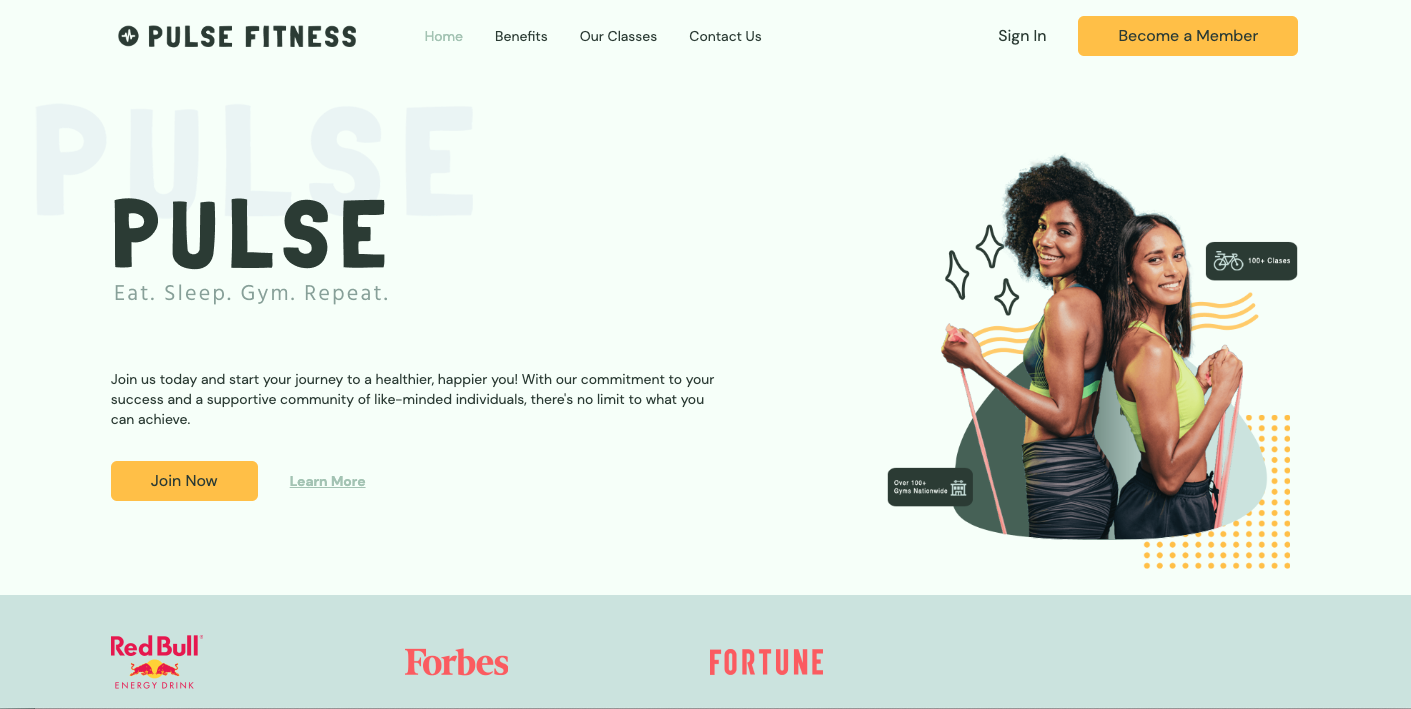 PULSE FITNESS
Home
Benefits
Our Classes
Contact Us
Sign In
Become a Member
PULSE
PULSE
Eat. Sleep. Gym. Repeat.
100+ Clases
Join us today and start your journey to a healthier, happier you! With our commitment to your
success and a supportive community of like-minded individuals, there's no limit to what you
can achieve.
Join Now
Learn More
Over 100+
Gyms Nationwide
Red Bull®
ENERGY DRINK
Forbes
FORTUNE